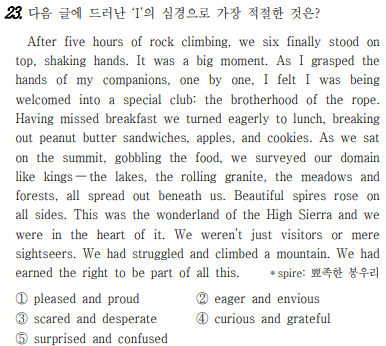 23. 다음 글에 드러난 'I'의 심경으로 가장 적절한 것은?
After five hours of rock climbing, we six finally stood on
top, shaking hands. It was a big moment. As I grasped the
hands of my companions, one by one, I felt I was being
welcomed into a special club: the brotherhood of the rope.
Having missed breakfast we turned eagerly to lunch, breaking
out peanut butter sandwiches, apples, and cookies. As we sat
on the summit, gobbling the food, we surveyed our domain
like kings－the lakes, the rolling granite, the meadows and
forests, all spread out beneath us. Beautiful spires rose on
all sides. This was the wonderland of the High Sierra and we
were in the heart of it. We weren't just visitors or mere
sightseers. We had struggled and climbed a mountain. We had
earned the right to be part of all this. * spire: 뾰족한 봉우리
① pleased and proud ② eager and envious
③ scared and desperate ④ curious and grateful
⑤ surprised and confused